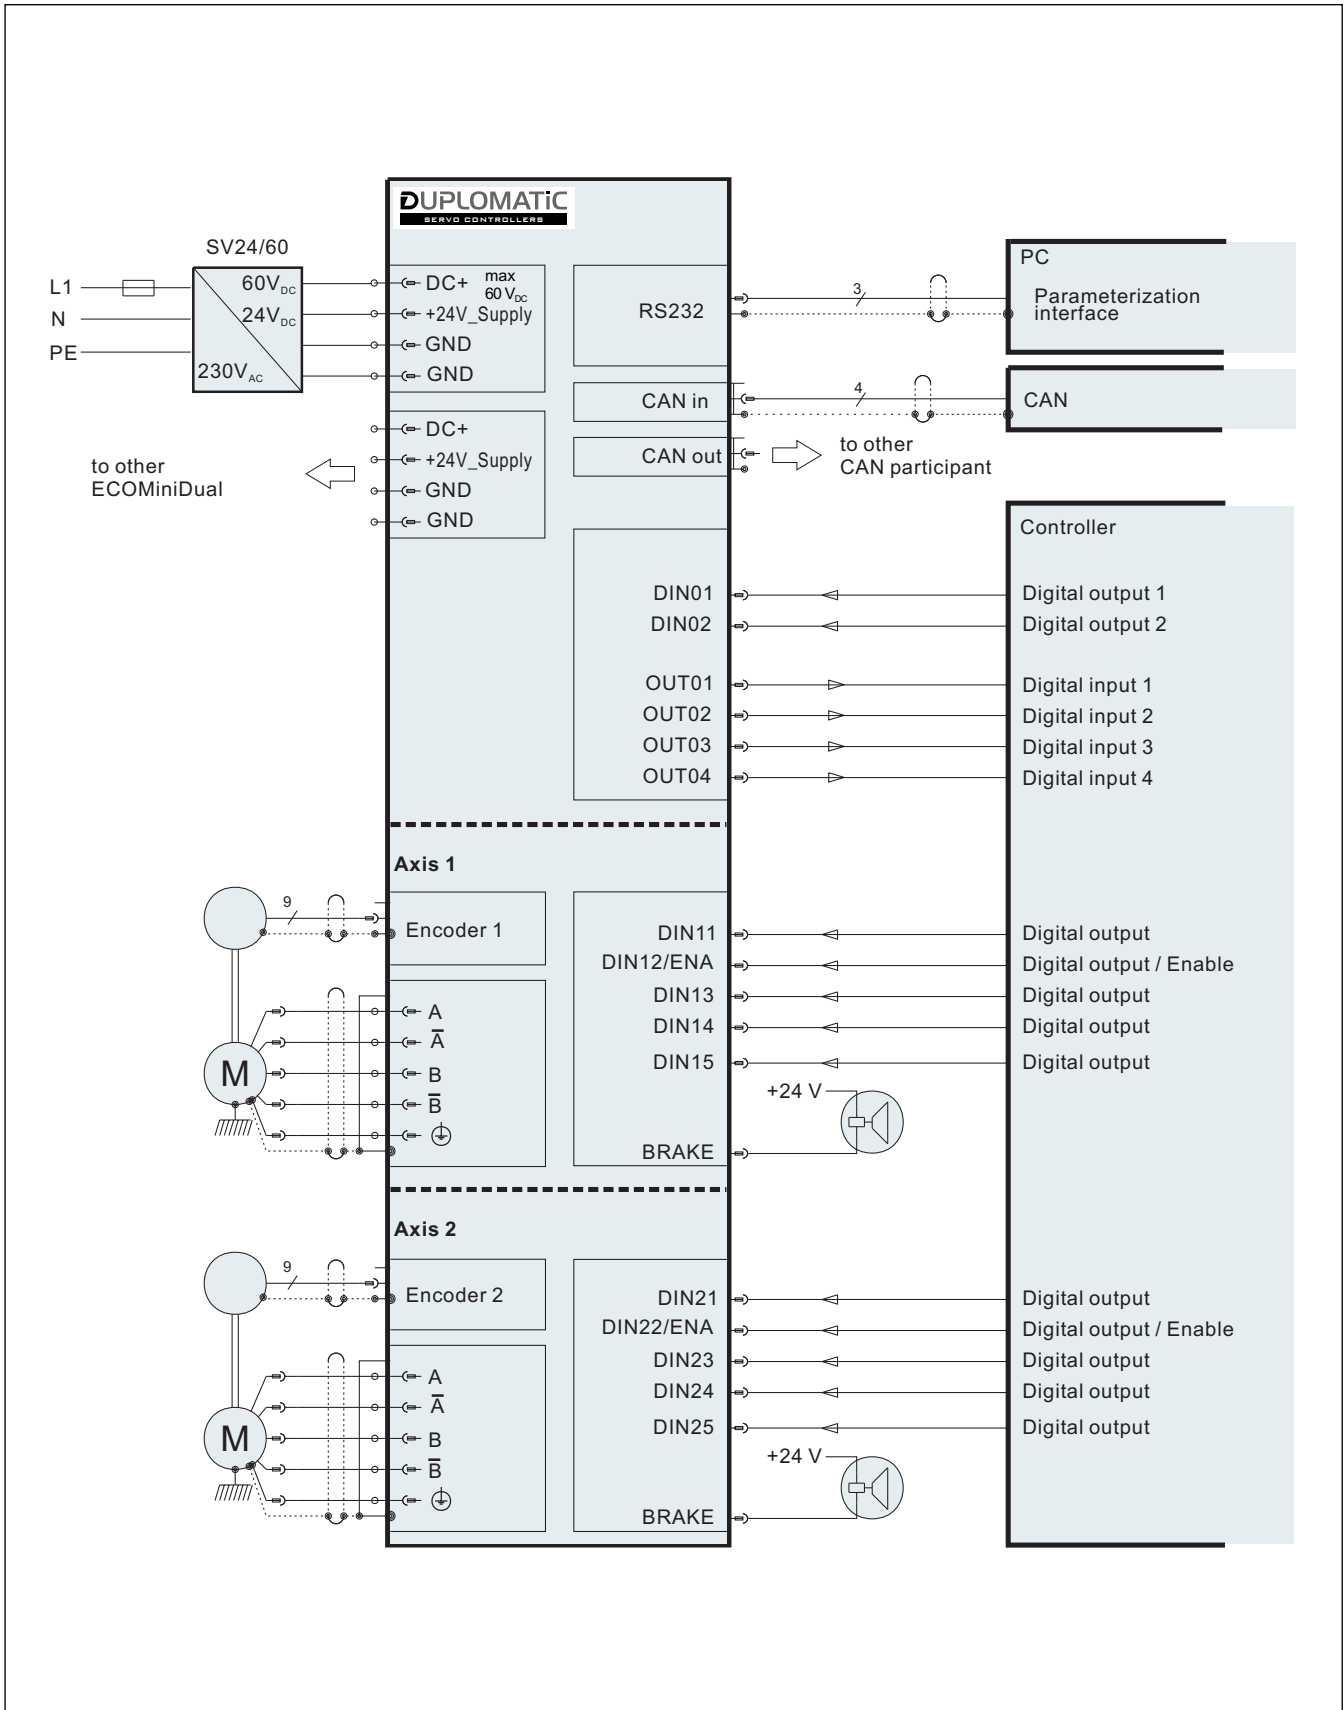 DUPLOMATiC
SERVO CONTROLLERS
SV24/60
L1
N
PE
60VDC
24VDC
230VAC
DC+ max 60 VDC
+24V_Supply
GND
GND
DC+
+24V_Supply
GND
GND
to other
ECOMiniDual
RS232
3
PC
Parameterization
interface
CAN in
4
CAN
CAN out
to other
CAN participant
Controller
DIN01
Digital output 1
DIN02
Digital output 2
OUT01
Digital input 1
OUT02
Digital input 2
OUT03
Digital input 3
OUT04
Digital input 4
Axis 1
9
Encoder 1
M
A
A̅
B
B̅
DIN11
Digital output
DIN12/ENA
Digital output / Enable
DIN13
Digital output
DIN14
Digital output
DIN15
Digital output
+24 V
BRAKE
Axis 2
9
Encoder 2
M
A
A̅
B
B̅
DIN21
Digital output
DIN22/ENA
Digital output / Enable
DIN23
Digital output
DIN24
Digital output
DIN25
Digital output
+24 V
BRAKE